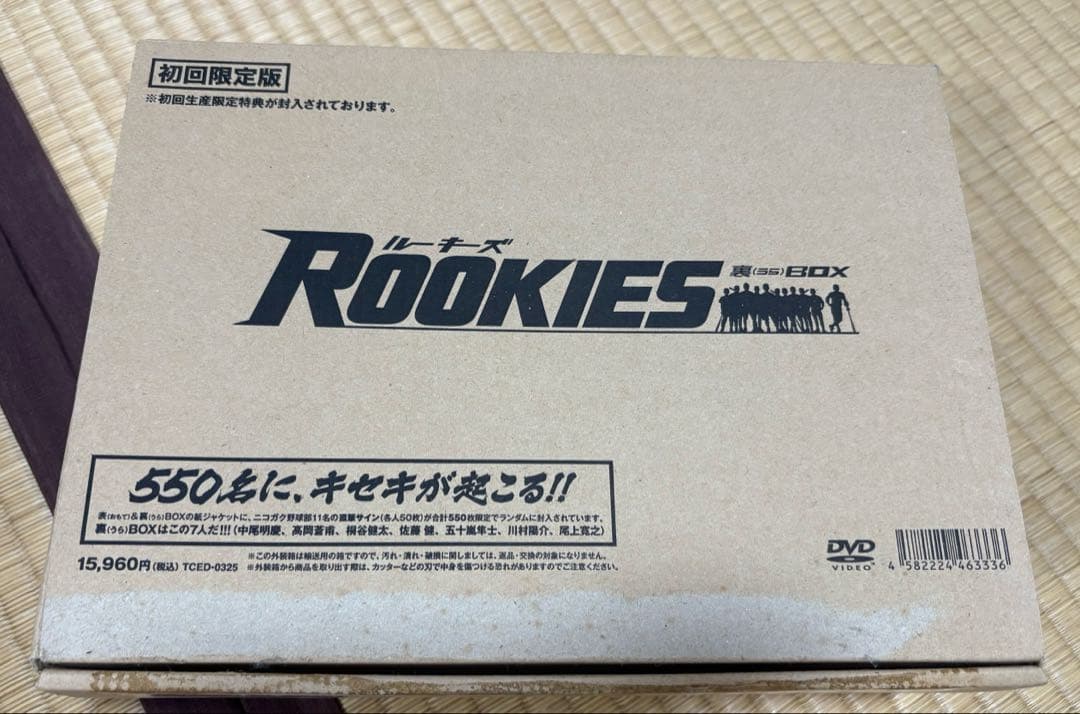 初回限定版
※初回生産限定特典が封入されております。
ルーキーズ
ROOKIES 裏(うら)BOX
550名に、キセキが起こる!!
表(おもて)&裏(うら)BOXの紙ジャケットに、ニコガク野球部11名の直筆サイン(各人50枚)が合計550枚限定でランダムに封入されています。
裏(うら)BOXはこの7人だ!!!(中尾明慶、高岡蒼甫、桐谷健太、佐藤 健、五十嵐隼士、川村陽介、尾上寛之)
15,960円(税込) TCED-0325
※この外装箱は輸送用の箱ですので、汚れ・潰れ・破損に関しましては、返品・交換の対象になりません。
※外装箱から商品を取り出す際は、カッターなどの刃で中身を傷つける恐れがありますのでご注意ください。
DVD
VIDEO
4 582224 463336